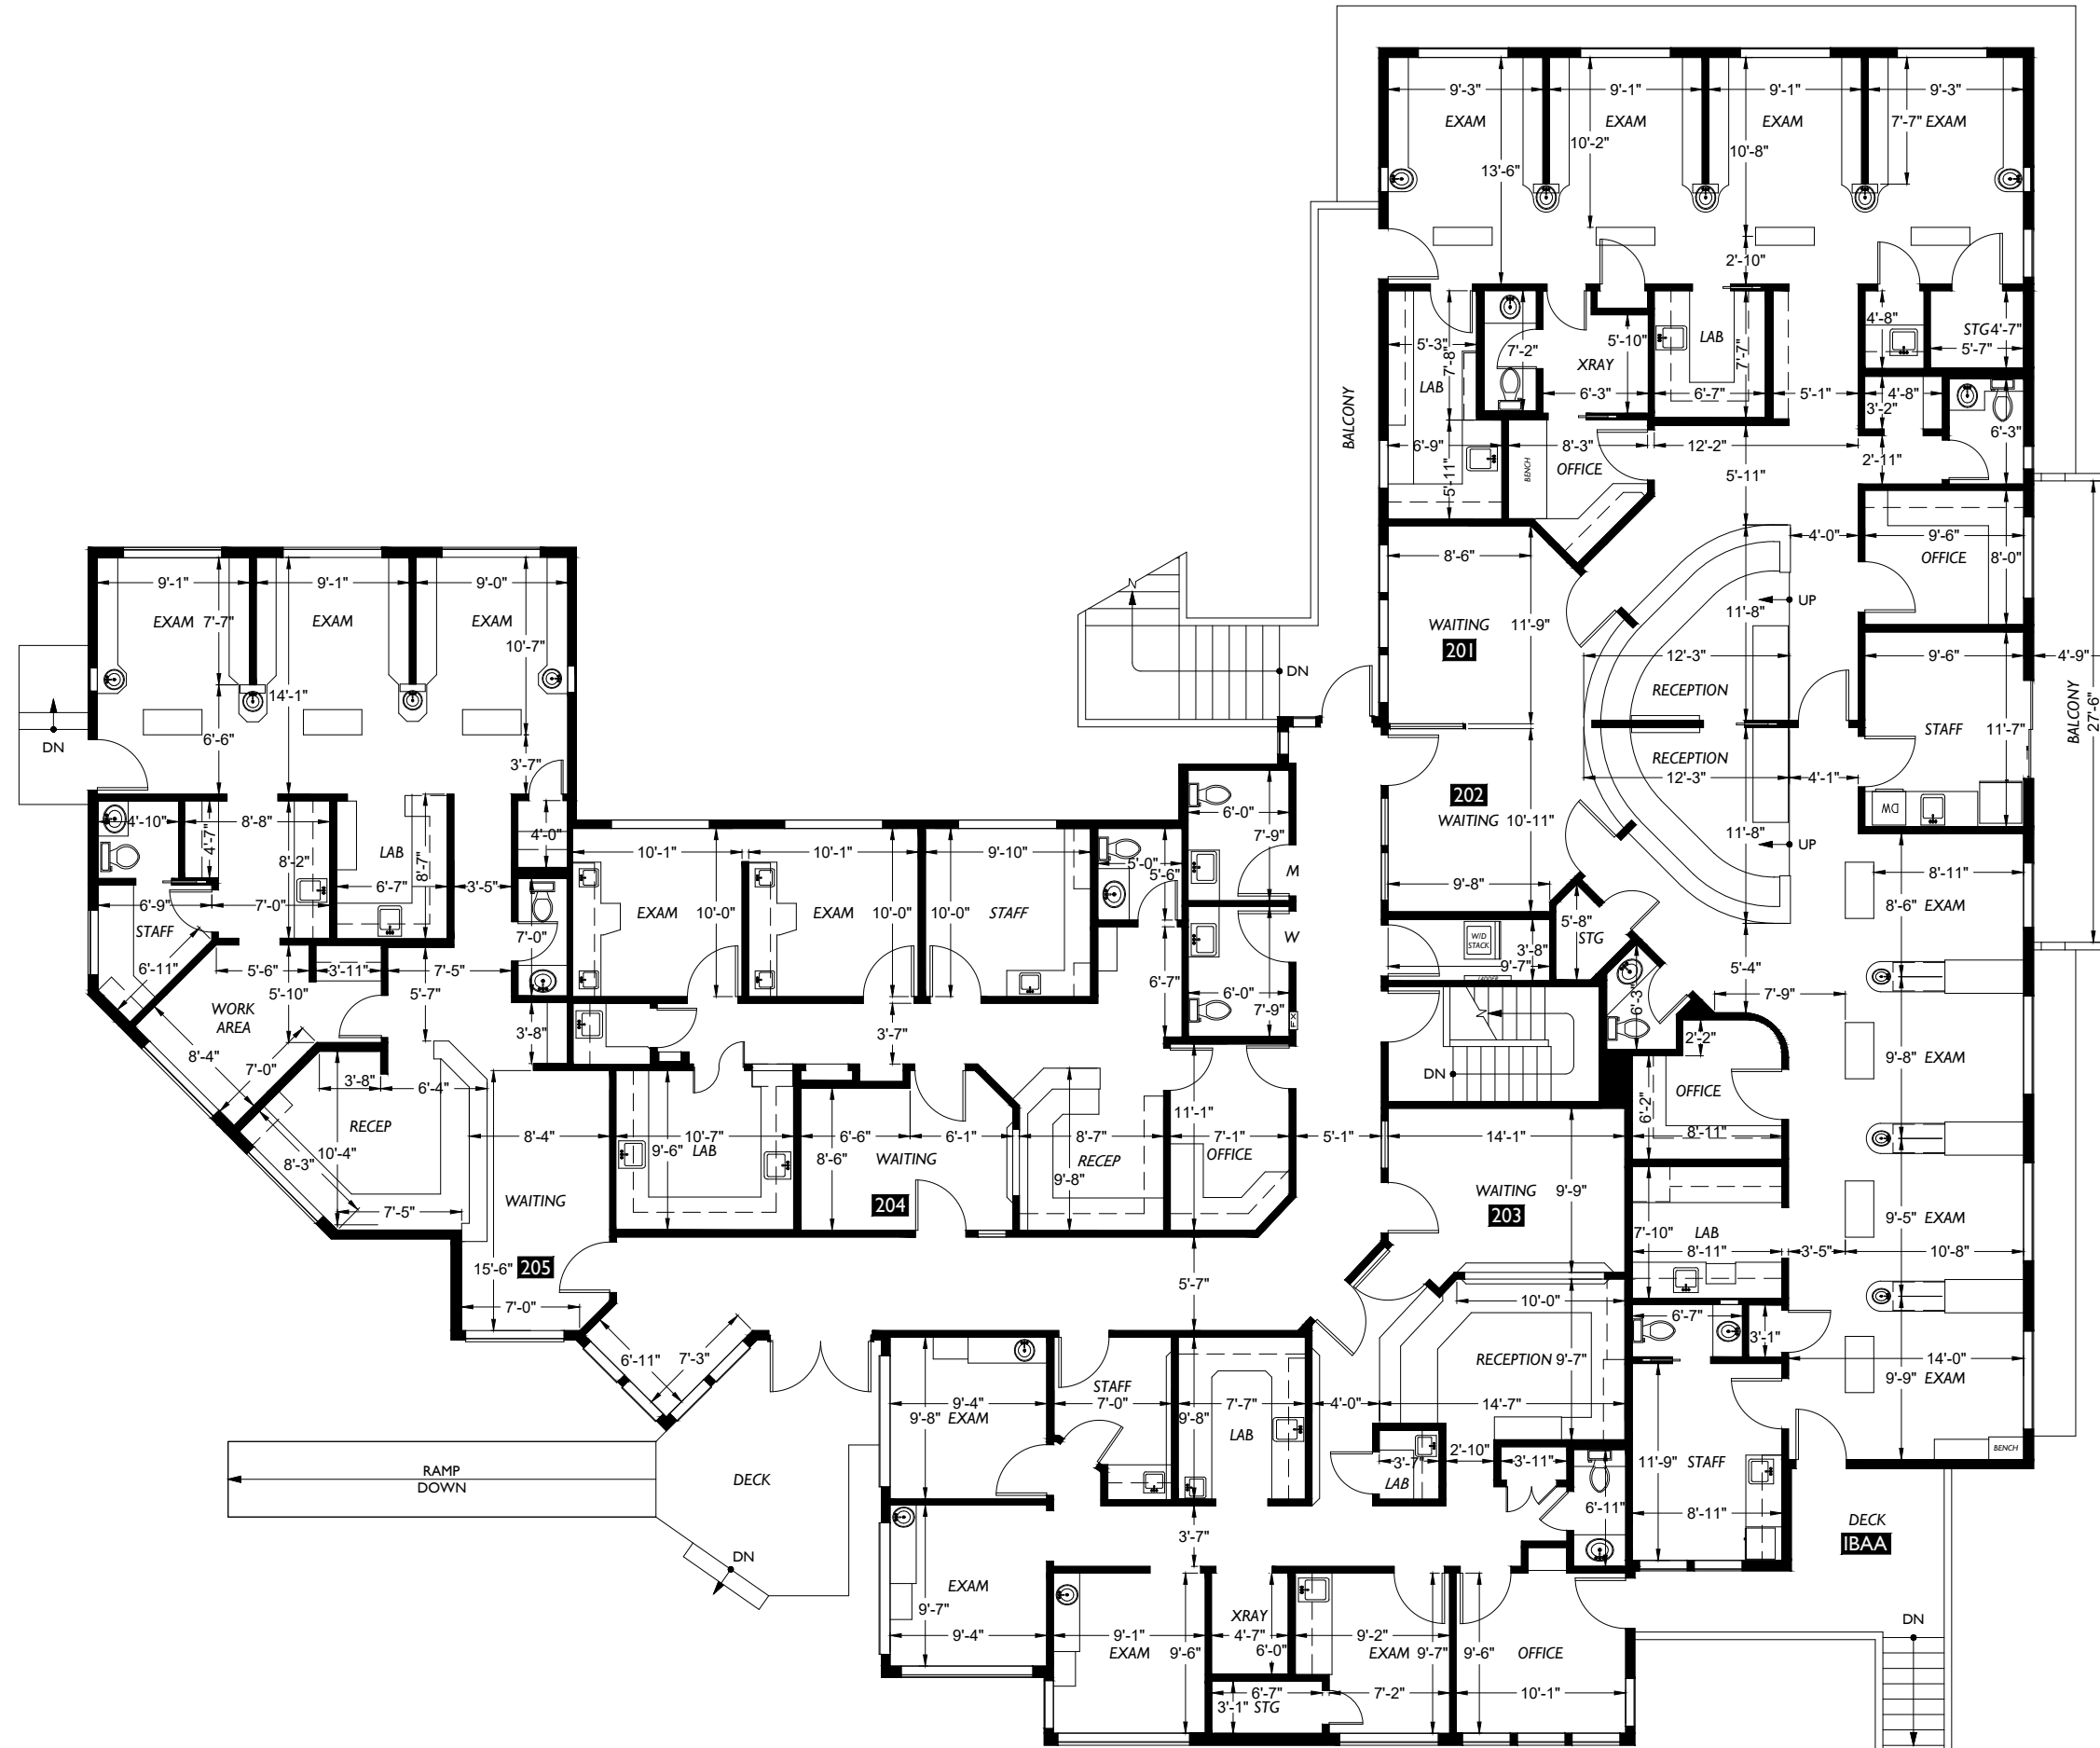 9'-3" 9'-1" 9'-1" 9'-3"
EXAM EXAM EXAM 7'-7" EXAM
13'-6" 10'-2" 10'-8"
2'-10"
4'-8" STG 4'-7"
5'-7"
5'-3" 7'-8" 7'-2" 5'-10" LAB 7'-7"
LAB XRAY
6'-3" 6'-7" 5'-1" 4'-8"
3'-2"
6'-3"
BALCONY
6'-9" 8'-3" 12'-2" 2'-11"
5'-11" BENCH OFFICE 5'-11"
8'-6" 4'-0" 9'-6"
OFFICE 8'-0"
UP
WAITING 11'-9" 11'-8"
201
12'-3" 9'-6" 4'-9"
RECEPTION
STAFF 11'-7" BALCONY 27'-6"
RECEPTION
12'-3" 4'-1"
202
WAITING 10'-11" DW
11'-8" UP
9'-8" 8'-11"
8'-6" EXAM
5'-8" STG
W/D
STACK
3'-8"
9'-7"
LADDER
5'-4"
7'-9"
6'-3"
2'-2"
N
DN
N
DN
9'-8" EXAM
OFFICE
6'-2"
8'-11"
9'-1" 9'-1" 9'-0"
EXAM 7'-7" EXAM EXAM
10'-7"
14'-1"
6'-6"
3'-7"
DN
4'-10" 4'-7" 8'-8" 4'-0"
8'-2" LAB 8'-7"
6'-7" 3'-5"
6'-9" 7'-0"
STAFF 7'-0"
6'-11" 5'-6" 3'-11" 7'-5"
5'-10" 5'-7"
WORK
AREA
3'-8"
8'-4" 7'-0"
3'-8" 6'-4"
RECEP
8'-3" 10'-4"
8'-4"
7'-5"
WAITING
15'-6" 205
7'-0"
6'-11" 7'-3"
10'-1" 10'-1" 9'-10" 5'-0"
5'-6"
EXAM 10'-0" EXAM 10'-0" 10'-0" STAFF
6'-7"
3'-7"
6'-0"
7'-9"
M
W
6'-0"
7'-9"
FX
10'-7"
9'-6" LAB
6'-6" 6'-1"
8'-6" WAITING
204
8'-7"
RECEP
9'-8"
11'-1"
7'-1"
OFFICE
5'-1"
14'-1"
WAITING 9'-9"
203
7'-10" LAB
8'-11" 3'-5" 10'-8"
9'-5" EXAM
5'-7"
10'-0"
RECEPTION 9'-7"
4'-0" 14'-7"
6'-7" 3'-1"
14'-0"
9'-9" EXAM
BENCH
RAMP
DOWN
DECK
DN
9'-4"
9'-8" EXAM
STAFF
7'-0"
7'-7"
9'-8"
LAB
3'-7"
LAB
2'-10"
3'-11"
6'-11"
11'-9" STAFF
8'-11"
DECK
IBAA
DN
3'-7"
EXAM
9'-7"
9'-4"
9'-1"
EXAM 9'-6"
XRAY
4'-7"
6'-0"
9'-2"
EXAM 9'-7"
9'-6" OFFICE
6'-7"
3'-1" STG
7'-2"
10'-1"